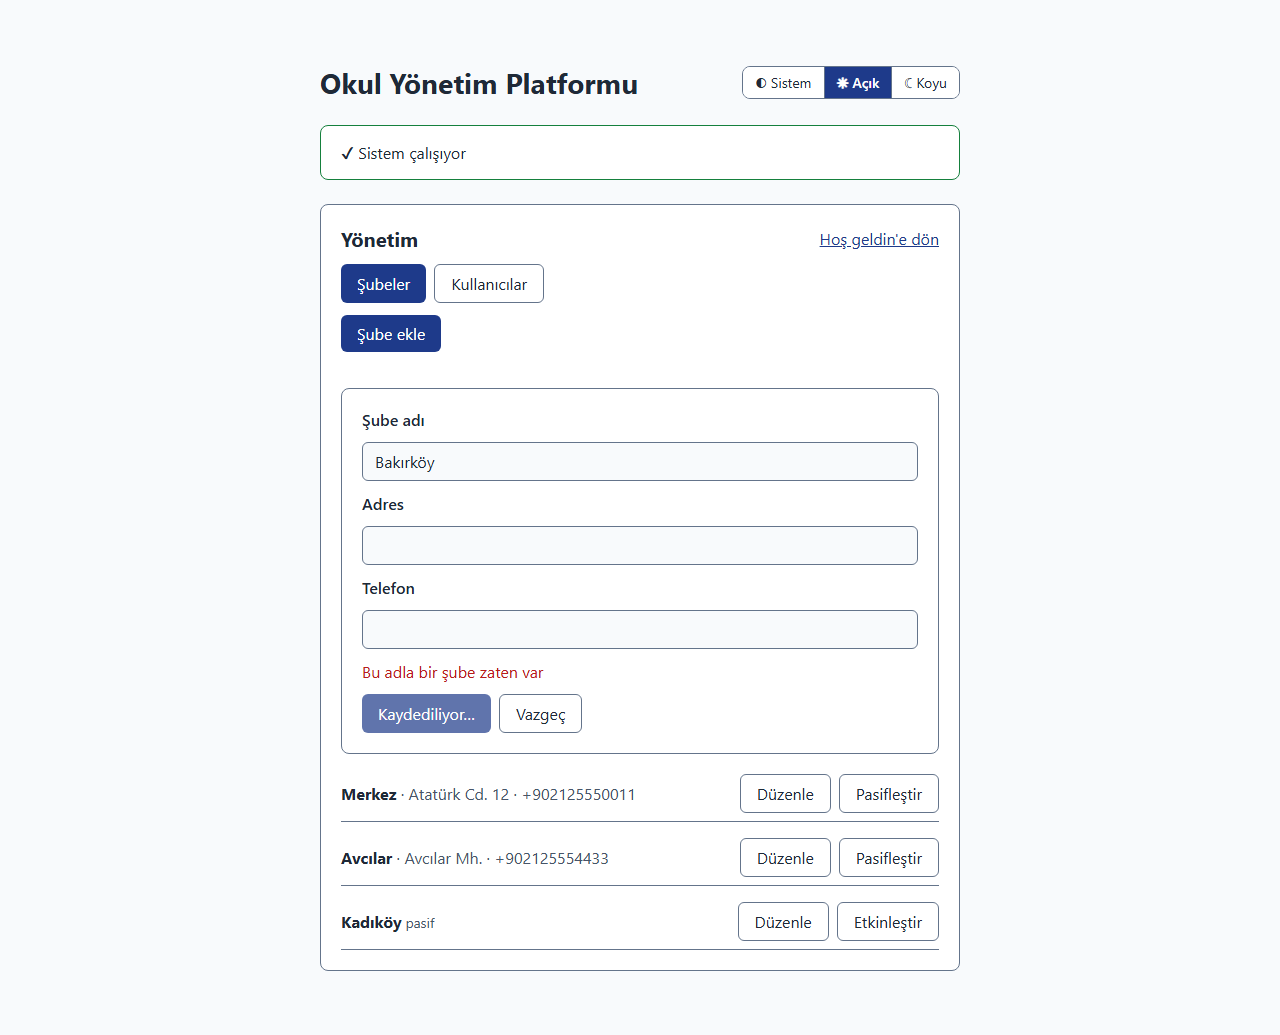 Okul Yönetim Platformu
◐ Sistem ❋ Açık ☾ Koyu
✓ Sistem çalışıyor
Yönetim Hoş geldin'e dön
Şubeler Kullanıcılar
Şube ekle
Şube adı
Bakırköy
Adres
Telefon
Bu adla bir şube zaten var
Kaydediliyor... Vazgeç
Merkez · Atatürk Cd. 12 · +902125550011 Düzenle Pasifleştir
Avcılar · Avcılar Mh. · +902125554433 Düzenle Pasifleştir
Kadıköy pasif Düzenle Etkinleştir